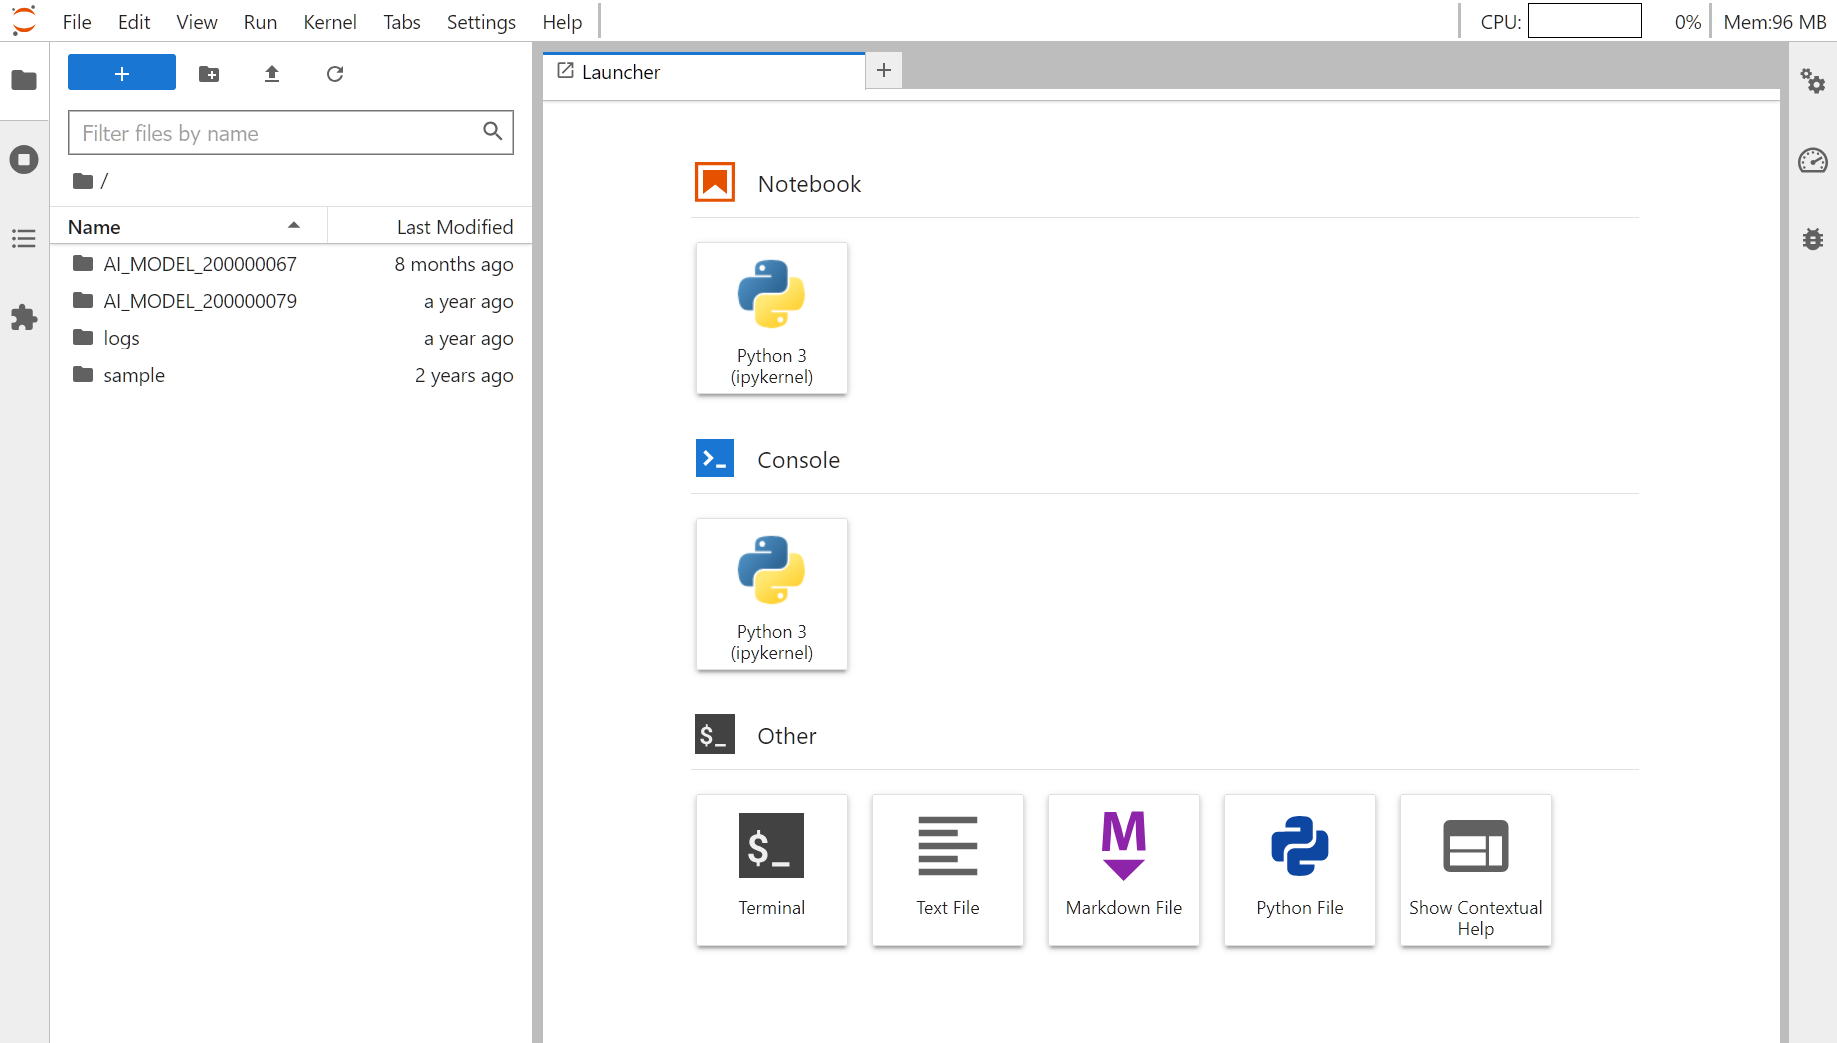 File Edit View Run Kernel Tabs Settings Help
CPU: 0% Mem:96 MB
+
Filter files by name
/
Name Last Modified
AI_MODEL_200000067 8 months ago
AI_MODEL_200000079 a year ago
logs a year ago
sample 2 years ago
Launcher +
Notebook
Python 3
(ipykernel)
>_ Console
Python 3
(ipykernel)
$_ Other
$_
Terminal
Text File
M
Markdown File
Python File
Show Contextual
Help